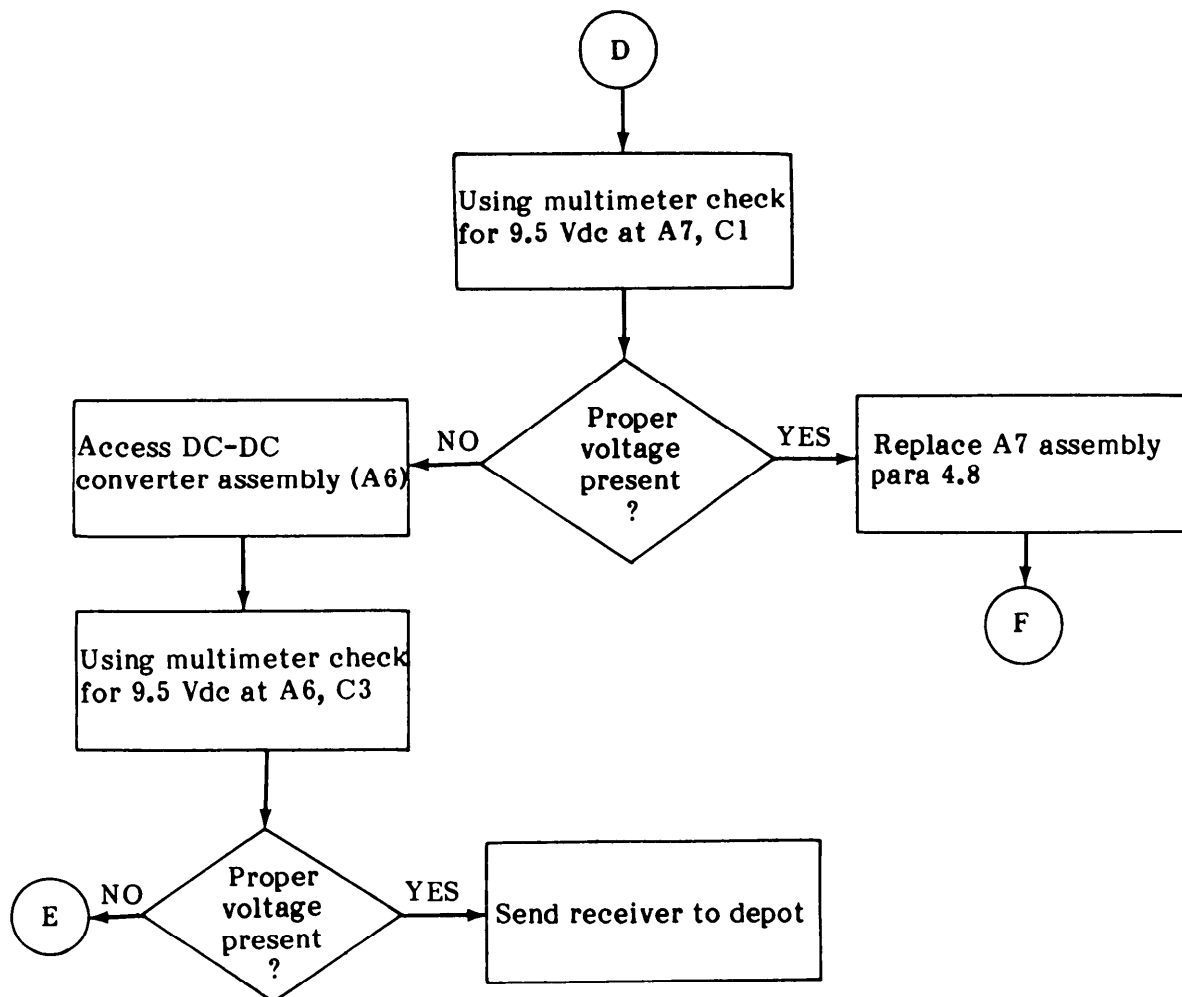 D
Using multimeter check
for 9.5 Vdc at A7, C1
Proper
voltage
present
?
NO
YES
Access DC-DC
converter assembly (A6)
Replace A7 assembly
para 4.8
F
Using multimeter check
for 9.5 Vdc at A6, C3
Proper
voltage
present
?
NO
YES
E
Send receiver to depot